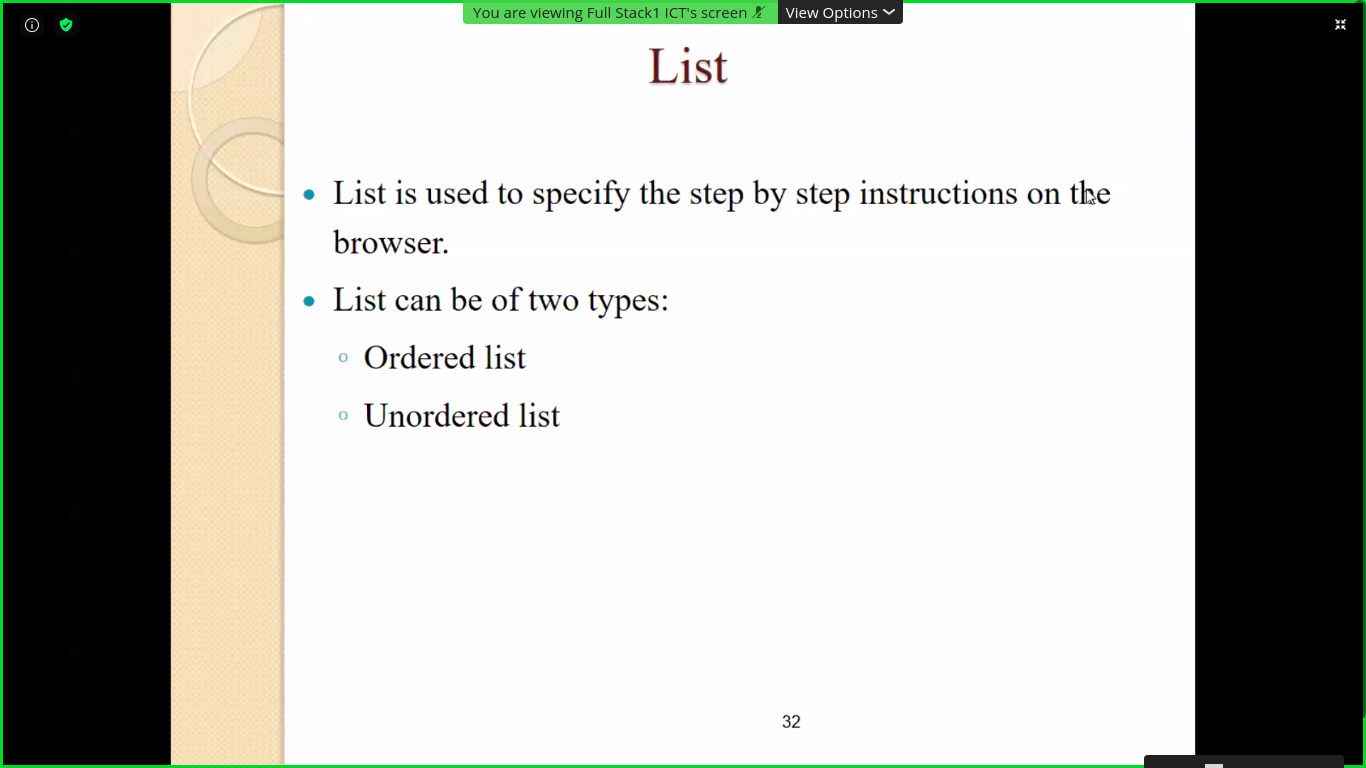 You are viewing Full Stack1 ICT's screen
View Options
List
List is used to specify the step by step instructions on the
browser.
List can be of two types:
Ordered list
Unordered list
32